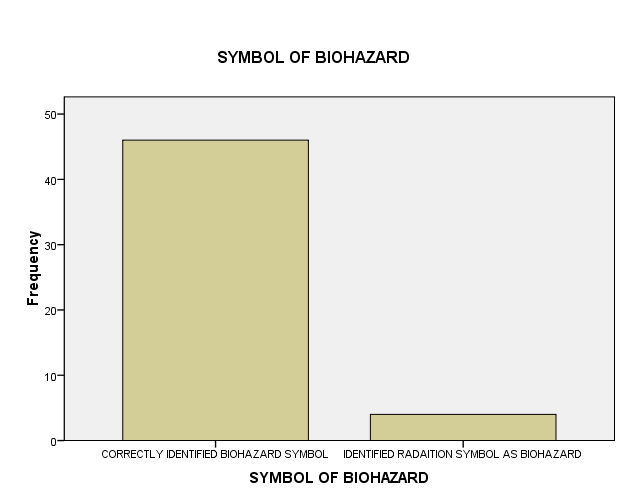 SYMBOL OF BIOHAZARD
50
40
30
20
10
0
Frequency
CORRECTLY IDENTIFIED BIOHAZARD SYMBOL
IDENTIFIED RADAITION SYMBOL AS BIOHAZARD
SYMBOL OF BIOHAZARD